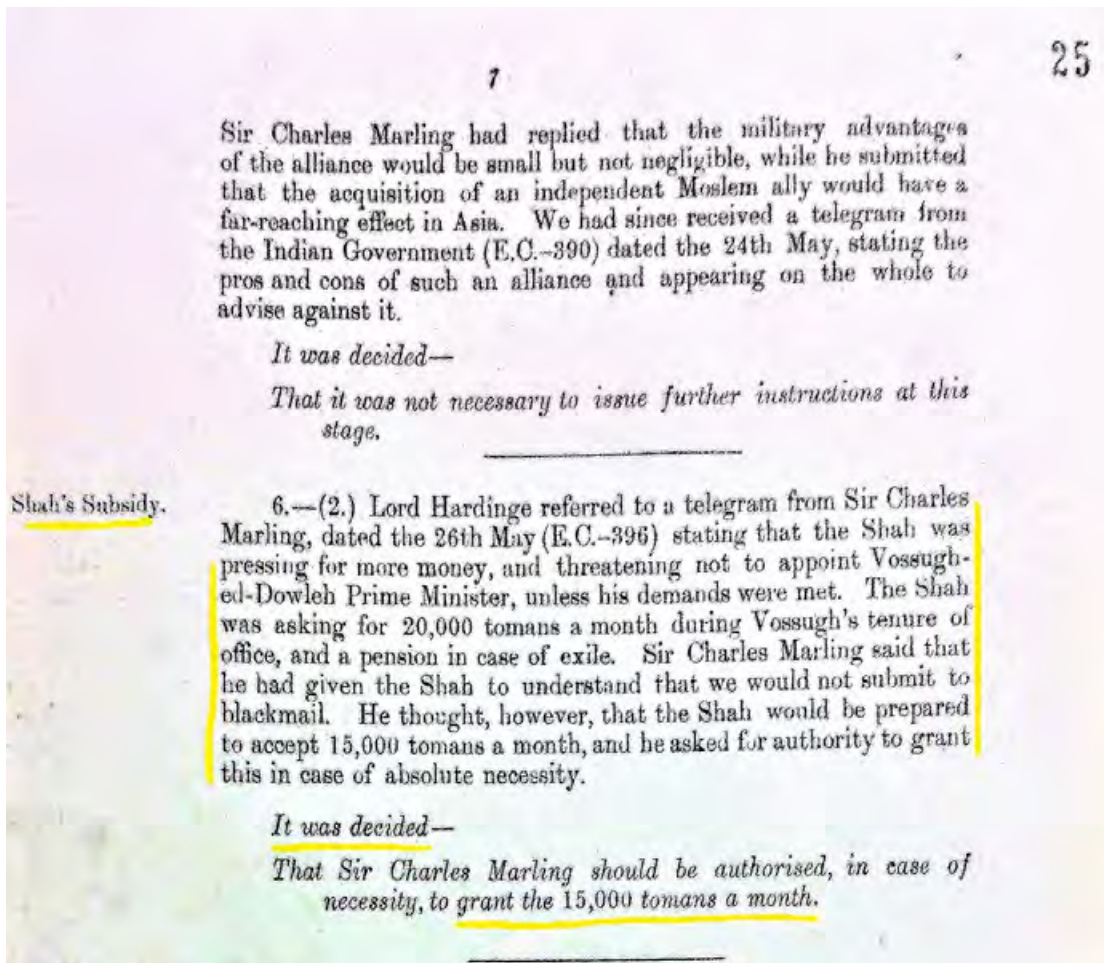 25
7
Sir Charles Marling had replied that the military advantages
of the alliance would be small but not negligible, while he submitted
that the acquisition of an independent Moslem ally would have a
far-reaching effect in Asia. We had since received a telegram from
the Indian Government (E.C.-390) dated the 24th May, stating the
pros and cons of such an alliance and appearing on the whole to
advise against it.
It was decided—
That it was not necessary to issue further instructions at this
stage.
Shah's Subsidy.
6.—(2.) Lord Hardinge referred to a telegram from Sir Charles
Marling, dated the 26th May (E.C.-396) stating that the Shah was
pressing for more money, and threatening not to appoint Vossugh-
ed-Dowleh Prime Minister, unless his demands were met. The Shah
was asking for 20,000 tomans a month during Vossugh's tenure of
office, and a pension in case of exile. Sir Charles Marling said that
he had given the Shah to understand that we would not submit to
blackmail. He thought, however, that the Shah would be prepared
to accept 15,000 tomans a month, and he asked for authority to grant
this in case of absolute necessity.
It was decided—
That Sir Charles Marling should be authorised, in case of
necessity, to grant the 15,000 tomans a month.